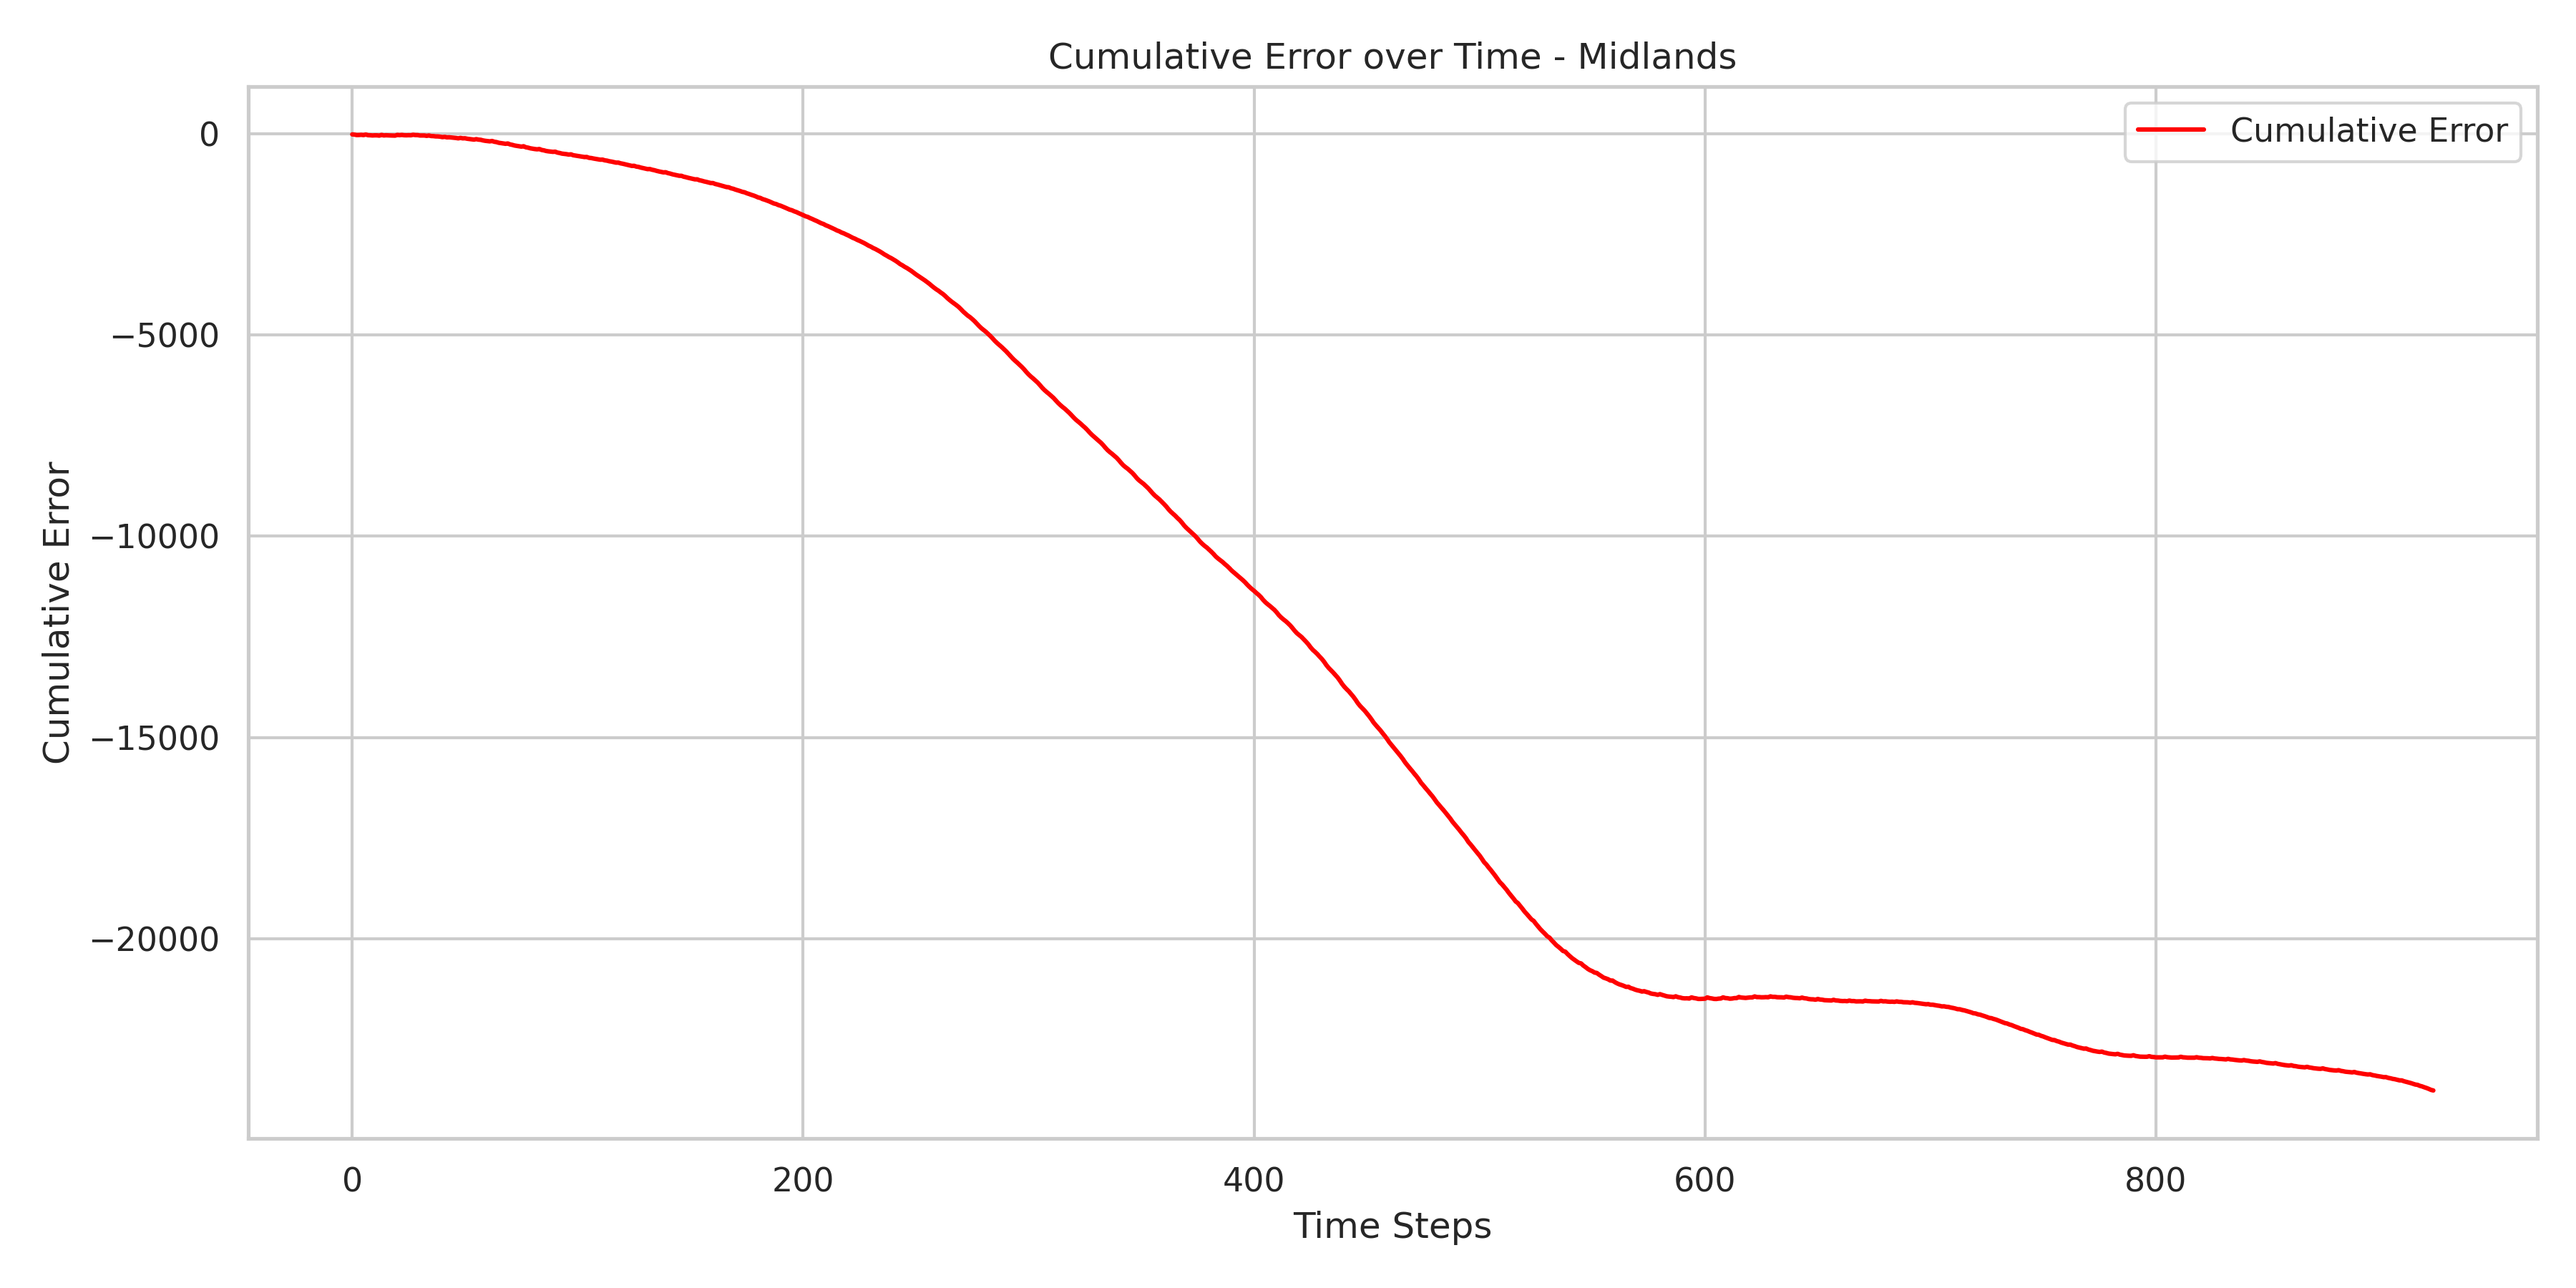 Cumulative Error over Time - Midlands
Cumulative Error
0
−5000
−10000
−15000
−20000
Cumulative Error
0
200
400
600
800
Time Steps